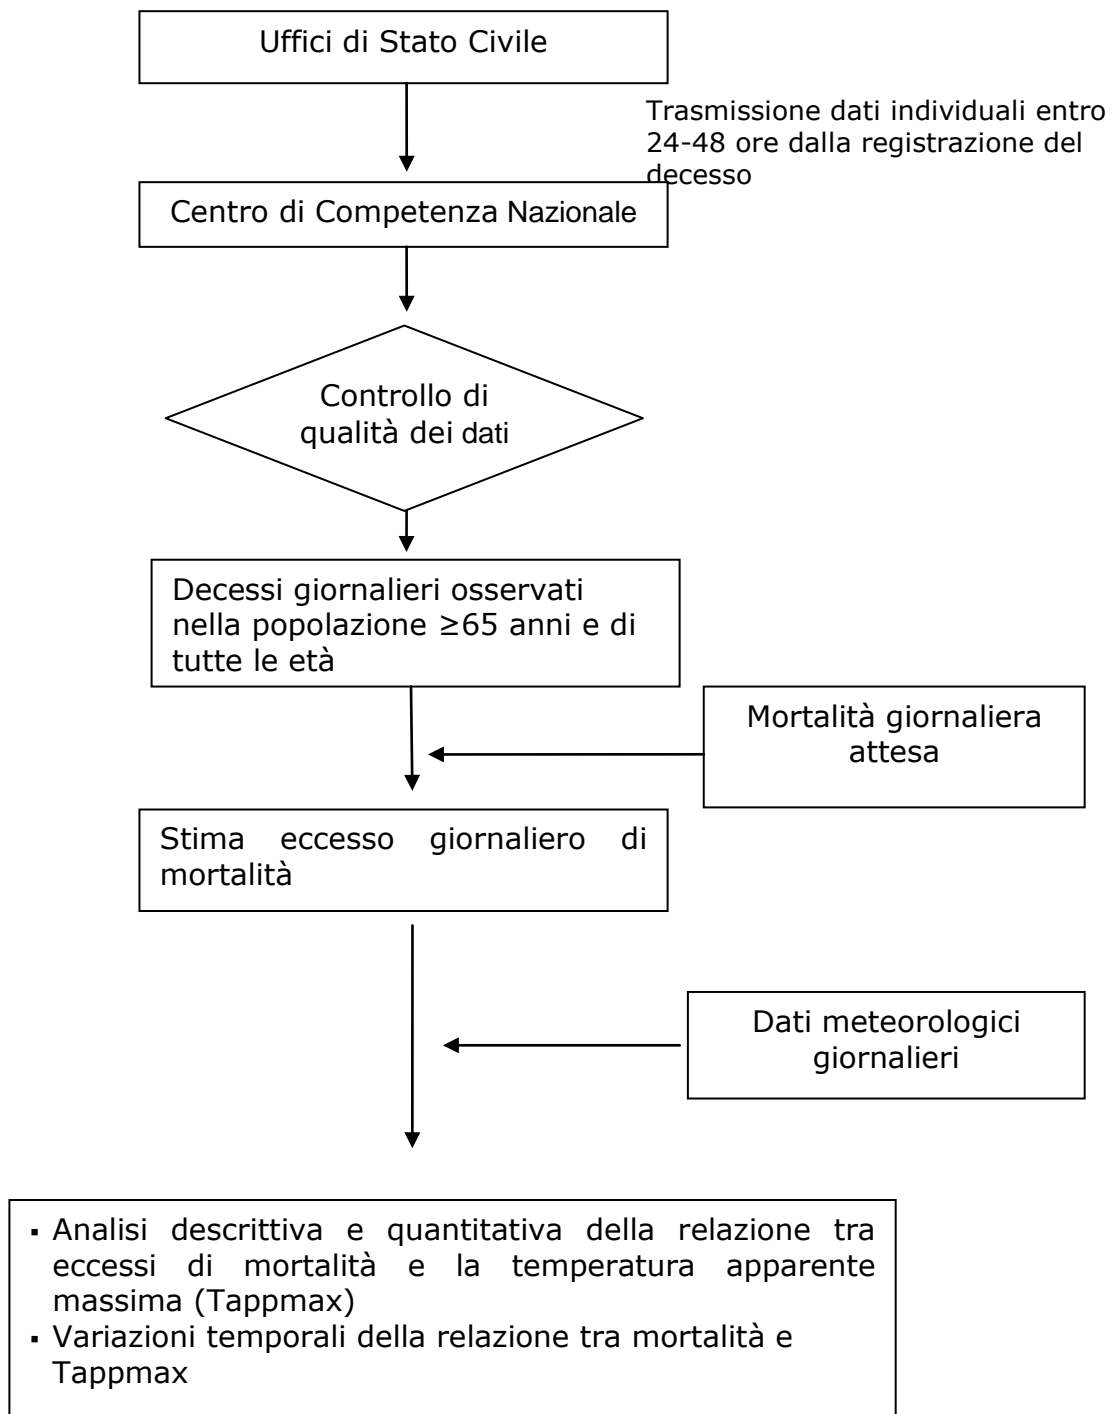 Uffici di Stato Civile
Trasmissione dati individuali entro
24-48 ore dalla registrazione del
decesso
Centro di Competenza Nazionale
Controllo di
qualità dei dati
Decessi giornalieri osservati
nella popolazione ≥65 anni e di
tutte le età
Mortalità giornaliera
attesa
Stima eccesso giornaliero di
mortalità
Dati meteorologici
giornalieri
▪ Analisi descrittiva e quantitativa della relazione tra
eccessi di mortalità e la temperatura apparente
massima (Tappmax)
▪ Variazioni temporali della relazione tra mortalità e
Tappmax